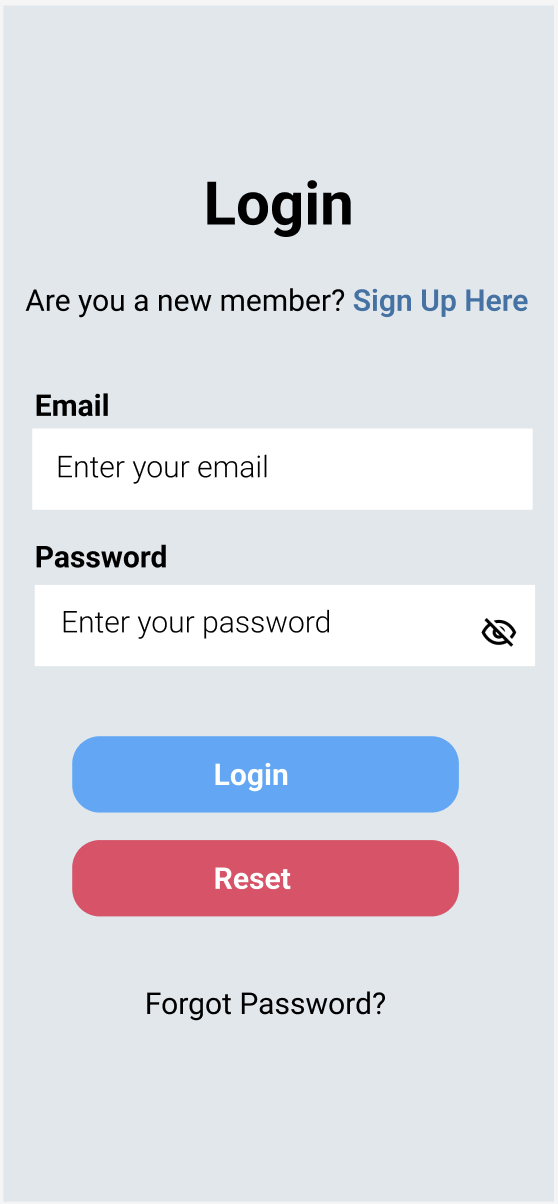 Login
Are you a new member? Sign Up Here
Email
Enter your email
Password
Enter your password
Login
Reset
Forgot Password?